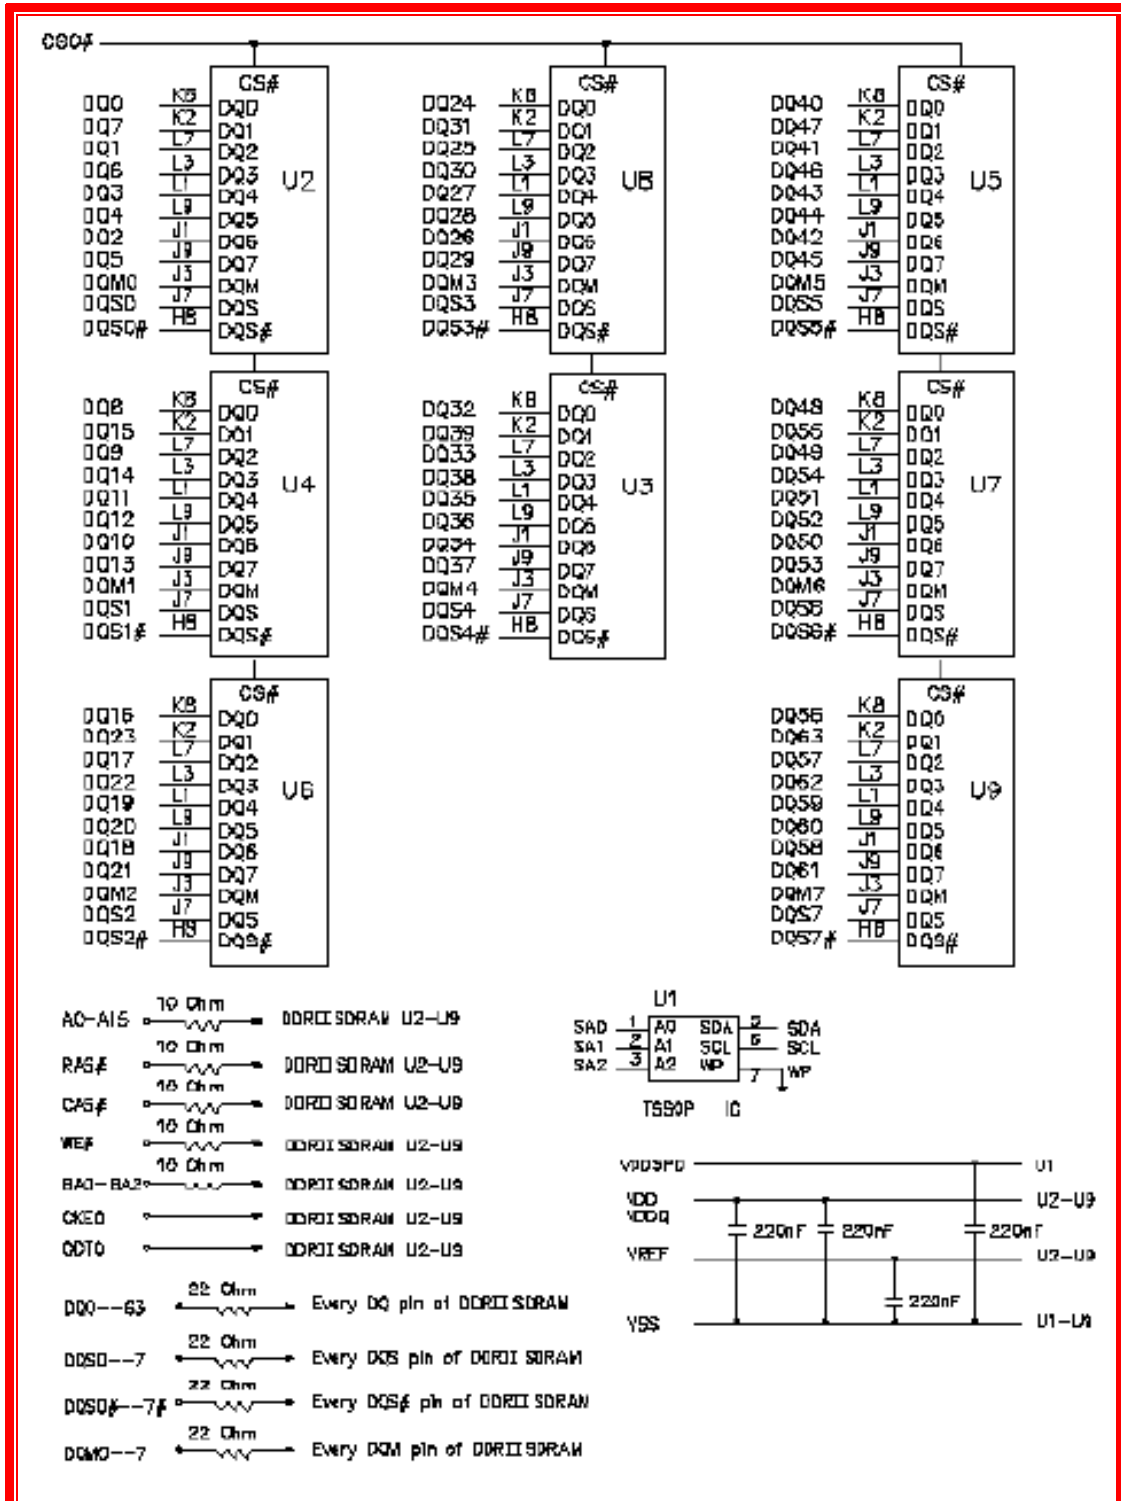 CS0#
CS#
DQ0 K8 DQ0
DQ7 K2 DQ1
DQ1 L7 DQ2
DQ6 L3 DQ3
DQ3 L1 DQ4
DQ4 L9 DQ5
DQ2 J1 DQ6
DQ5 J9 DQ7
DQM0 J3 DQM
DQS0 J7 DQS
DQS0# H8 DQS#
U2
CS#
DQ24 K8 DQ0
DQ31 K2 DQ1
DQ25 L7 DQ2
DQ30 L3 DQ3
DQ27 L1 DQ4
DQ28 L9 DQ5
DQ26 J1 DQ6
DQ29 J9 DQ7
DQM3 J3 DQM
DQS3 J7 DQS
DQS3# H8 DQS#
U8
CS#
DQ40 K8 DQ0
DQ47 K2 DQ1
DQ41 L7 DQ2
DQ46 L3 DQ3
DQ43 L1 DQ4
DQ44 L9 DQ5
DQ42 J1 DQ6
DQ45 J9 DQ7
DQM5 J3 DQM
DQS5 J7 DQS
DQS5# H8 DQS#
U5
CS#
DQ8 K8 DQ0
DQ15 K2 DQ1
DQ9 L7 DQ2
DQ14 L3 DQ3
DQ11 L1 DQ4
DQ12 L9 DQ5
DQ10 J1 DQ6
DQ13 J9 DQ7
DQM1 J3 DQM
DQS1 J7 DQS
DQS1# H8 DQS#
U4
CS#
DQ32 K8 DQ0
DQ39 K2 DQ1
DQ33 L7 DQ2
DQ38 L3 DQ3
DQ35 L1 DQ4
DQ36 L9 DQ5
DQ34 J1 DQ6
DQ37 J9 DQ7
DQM4 J3 DQM
DQS4 J7 DQS
DQS4# H8 DQS#
U3
CS#
DQ48 K8 DQ0
DQ55 K2 DQ1
DQ49 L7 DQ2
DQ54 L3 DQ3
DQ51 L1 DQ4
DQ52 L9 DQ5
DQ50 J1 DQ6
DQ53 J9 DQ7
DQM6 J3 DQM
DQS6 J7 DQS
DQS6# H8 DQS#
U7
CS#
DQ16 K8 DQ0
DQ23 K2 DQ1
DQ17 L7 DQ2
DQ22 L3 DQ3
DQ19 L1 DQ4
DQ20 L9 DQ5
DQ18 J1 DQ6
DQ21 J9 DQ7
DQM2 J3 DQM
DQS2 J7 DQS
DQS2# H8 DQS#
U6
CS#
DQ56 K8 DQ0
DQ63 K2 DQ1
DQ57 L7 DQ2
DQ62 L3 DQ3
DQ59 L1 DQ4
DQ60 L9 DQ5
DQ58 J1 DQ6
DQ61 J9 DQ7
DQM7 J3 DQM
DQS7 J7 DQS
DQS7# H8 DQS#
U9
A0-A15 10 Ohm DDRII SDRAM U2-U9
RAS# 10 Ohm DDRII SDRAM U2-U9
CAS# 10 Ohm DDRII SDRAM U2-U9
WE# 10 Ohm DDRII SDRAM U2-U9
BA0-BA2 10 Ohm DDRII SDRAM U2-U9
CKE0 DDRII SDRAM U2-U9
ODT0 DDRII SDRAM U2-U9
DQ0--63 22 Ohm Every DQ pin of DDRII SDRAM
DQS0--7 22 Ohm Every DQS pin of DDRII SDRAM
DQS0#--7# 22 Ohm Every DQS# pin of DDRII SDRAM
DQM0--7 22 Ohm Every DQM pin of DDRII SDRAM
U1
SA0 1 A0 SDA 5 SDA
SA1 2 A1 SCL 6 SCL
SA2 3 A2 WP 7 WP
TSSOP IC
VDDSPD U1
VDD U2-U9
VDDQ
220nF 220nF 220nF
VREF U2-U9
220nF
VSS U1-U9